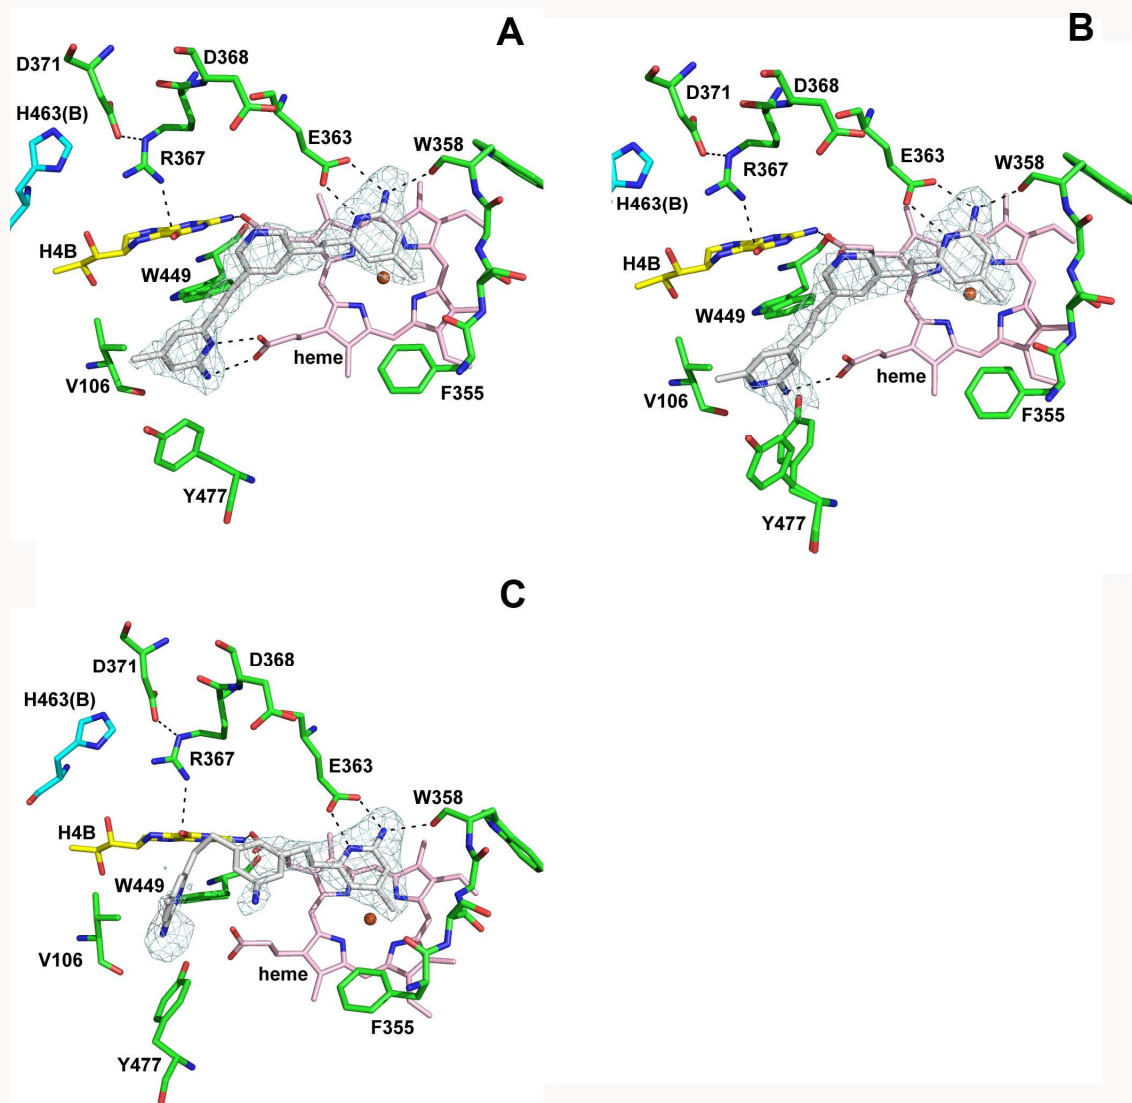 A
D371
D368
H463(B)
R367
E363
W358
H4B
W449
heme
V106
F355
Y477
B
D371
D368
R367
E363
W358
H463(B)
H4B
W449
heme
V106
F355
Y477
C
D371
D368
H463(B)
R367
E363
W358
H4B
W449
V106
heme
F355
Y477